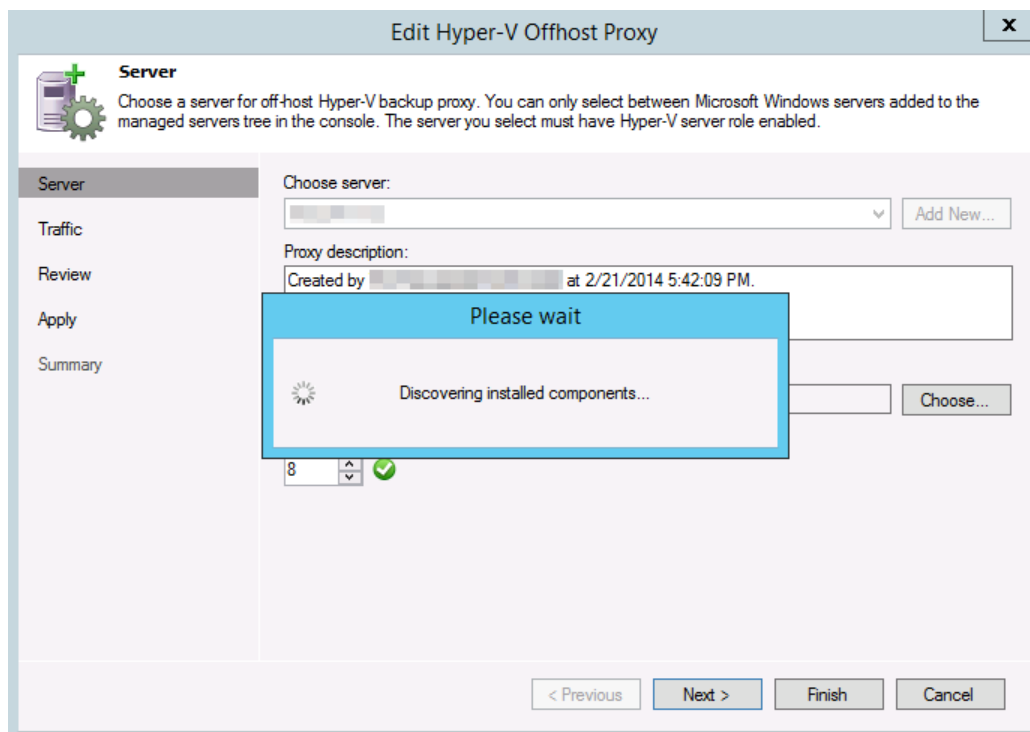 Edit Hyper-V Offhost Proxy
x
Server
Choose a server for off-host Hyper-V backup proxy. You can only select between Microsoft Windows servers added to the
managed servers tree in the console. The server you select must have Hyper-V server role enabled.
Server
Traffic
Review
Apply
Summary
Choose server:
Add New...
Proxy description:
Created by at 2/21/2014 5:42:09 PM.
Please wait
Discovering installed components...
Choose...
8
< Previous
Next >
Finish
Cancel